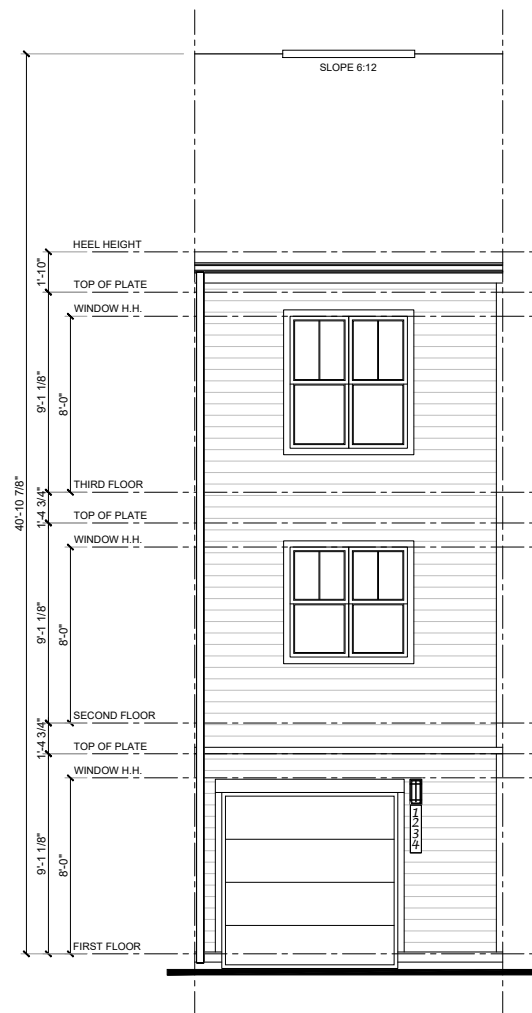 SLOPE 6:12
HEEL HEIGHT
1'-10"
TOP OF PLATE
WINDOW H.H.
9'-1 1/8"
8'-0"
40'-10 7/8"
THIRD FLOOR
1'-4 3/4"
TOP OF PLATE
WINDOW H.H.
9'-1 1/8"
8'-0"
SECOND FLOOR
1'-4 3/4"
TOP OF PLATE
WINDOW H.H.
1234
9'-1 1/8"
8'-0"
FIRST FLOOR